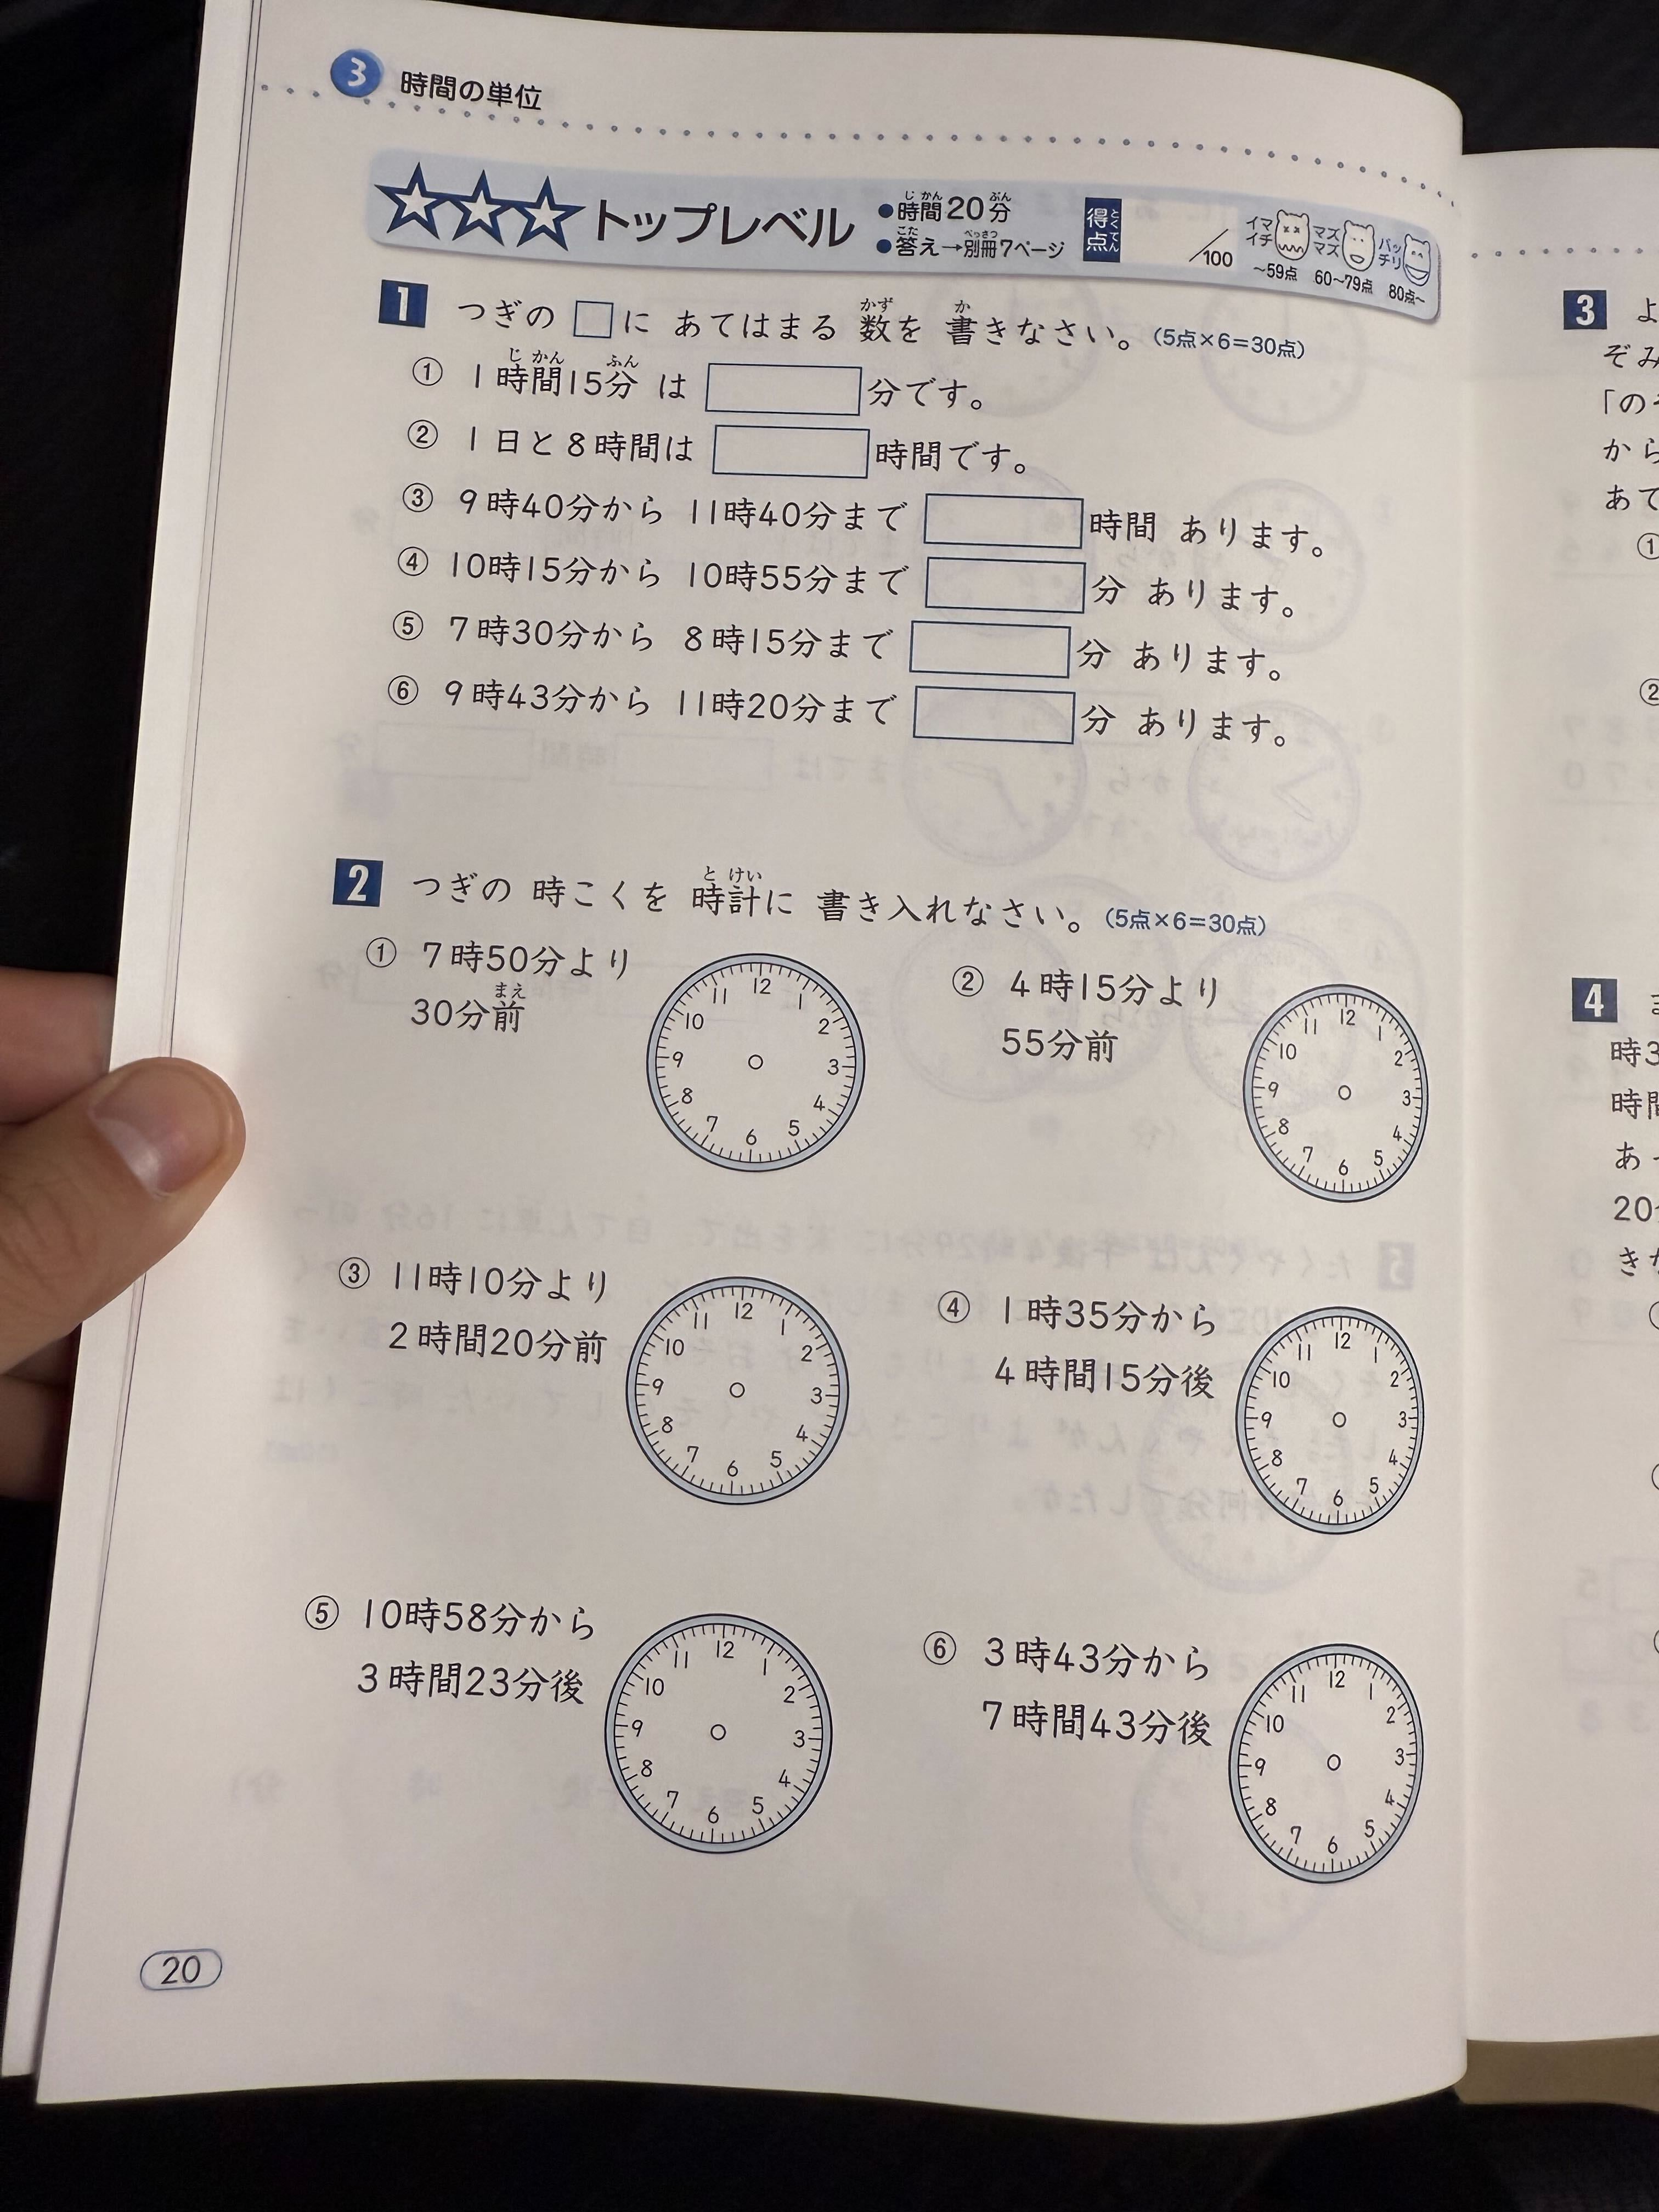 3 時間の単位
☆☆☆ トップレベル
●時間20分
●答え→別冊7ページ
得点
/100
イマイチ
~59点
マズマズ
60~79点
バッチリ
80点~
1 つぎの □に あてはまる 数を 書きなさい。(5点×6=30点)
① 1時間15分 は □ 分です。
② 1日と8時間は □ 時間です。
③ 9時40分から 11時40分まで □ 時間 あります。
④ 10時15分から 10時55分まで □ 分 あります。
⑤ 7時30分から 8時15分まで □ 分 あります。
⑥ 9時43分から 11時20分まで □ 分 あります。
2 つぎの 時こくを 時計に 書き入れなさい。(5点×6=30点)
① 7時50分より
30分前
12 1 2 3 4 5 6 7 8 9 10 11
② 4時15分より
55分前
12 1 2 3 4 5 6 7 8 9 10 11
③ 11時10分より
2時間20分前
12 1 2 3 4 5 6 7 8 9 10 11
④ 1時35分から
4時間15分後
12 1 2 3 4 5 6 7 8 9 10 11
⑤ 10時58分から
3時間23分後
12 1 2 3 4 5 6 7 8 9 10 11
⑥ 3時43分から
7時間43分後
12 1 2 3 4 5 6 7 8 9 10 11
20
3 よ
ぞみ
「のぞ
から
あて
①
②
4
時3
時間
あっ
20分
きな